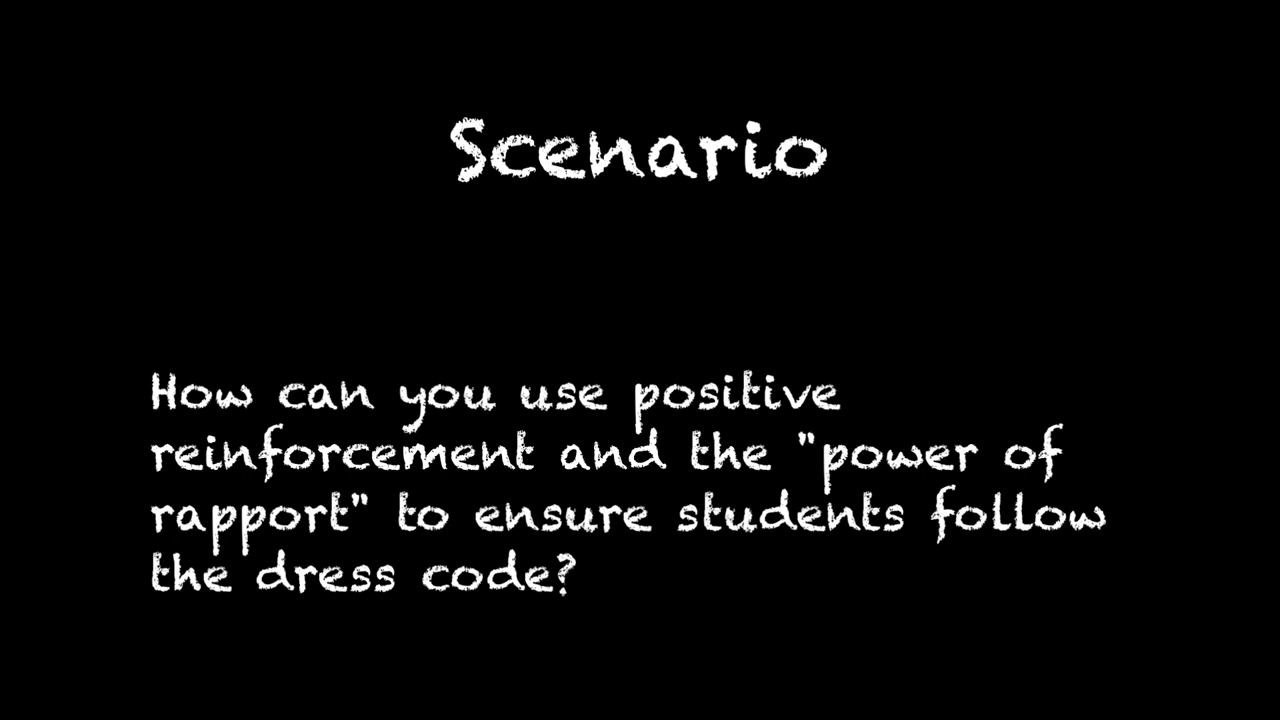 Scenario
How can you use positive
reinforcement and the "power of
rapport" to ensure students follow
the dress code?